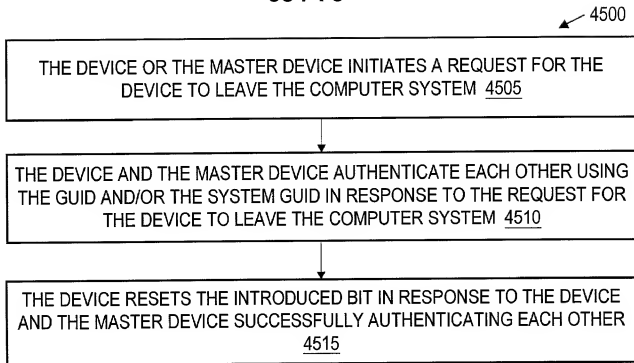 4500
THE DEVICE OR THE MASTER DEVICE INITIATES A REQUEST FOR THE
DEVICE TO LEAVE THE COMPUTER SYSTEM 4505
THE DEVICE AND THE MASTER DEVICE AUTHENTICATE EACH OTHER USING
THE GUID AND/OR THE SYSTEM GUID IN RESPONSE TO THE REQUEST FOR
THE DEVICE TO LEAVE THE COMPUTER SYSTEM 4510
THE DEVICE RESETS THE INTRODUCED BIT IN RESPONSE TO THE DEVICE
AND THE MASTER DEVICE SUCCESSFULLY AUTHENTICATING EACH OTHER
4515